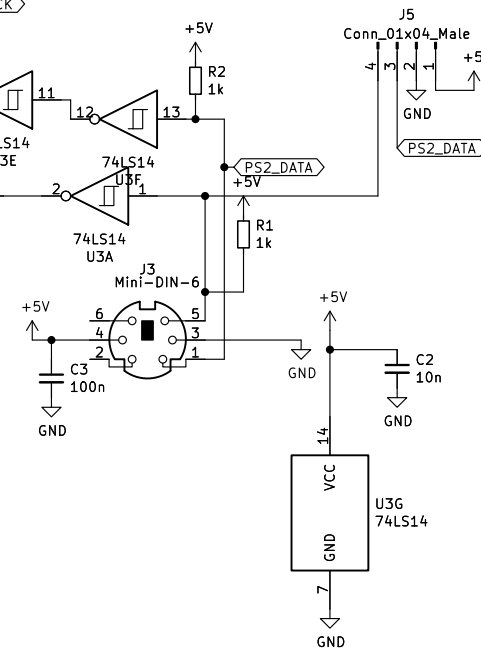 CK
J5
Conn_01x04_Male
+5V
R2
1k
4
3
2
1
+5
GND
11
12
13
LS14
3E
74LS14
U3F
PS2_DATA
PS2_DATA
+5V
2
1
74LS14
U3A
R1
1k
J3
Mini-DIN-6
+5V
6
5
4
3
2
1
GND
+5V
C3
100n
GND
C2
10n
GND
14
VCC
U3G
74LS14
GND
7
GND